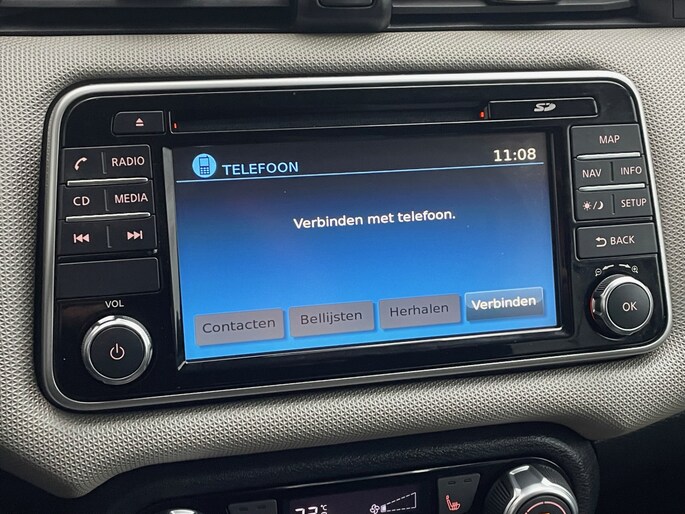 SD
MAP
RADIO
TELEFOON
11:08
NAV
INFO
CD
MEDIA
SETUP
Verbinden met telefoon.
BACK
VOL
Contacten
Bellijsten
Herhalen
Verbinden
OK